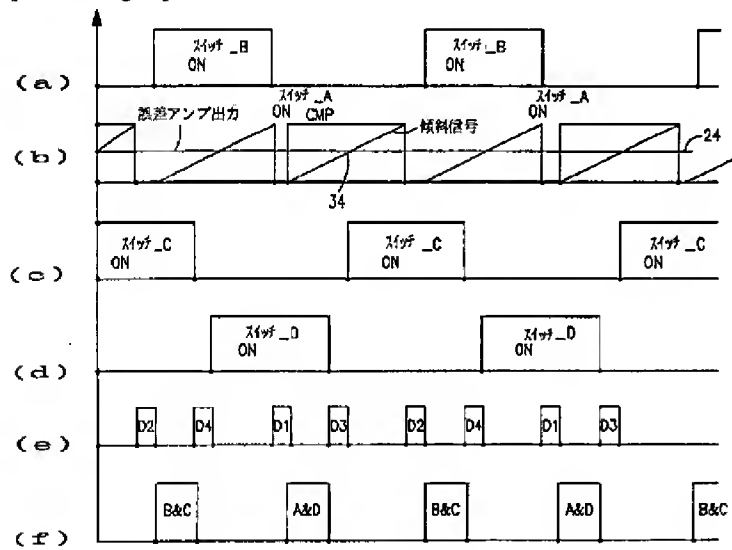 (a)
スイッチ_B
ON
スイッチ_B
ON
(b)
誤差アンプ出力
スイッチ_A
ON
CMP
傾斜信号
34
スイッチ_A
ON
24
(c)
スイッチ_C
ON
スイッチ_C
ON
スイッチ_C
ON
(d)
スイッチ_D
ON
スイッチ_D
ON
(e)
D2 D4 D1 D3 D2 D4 D1 D3
(f)
B&C A&D B&C A&D B&C